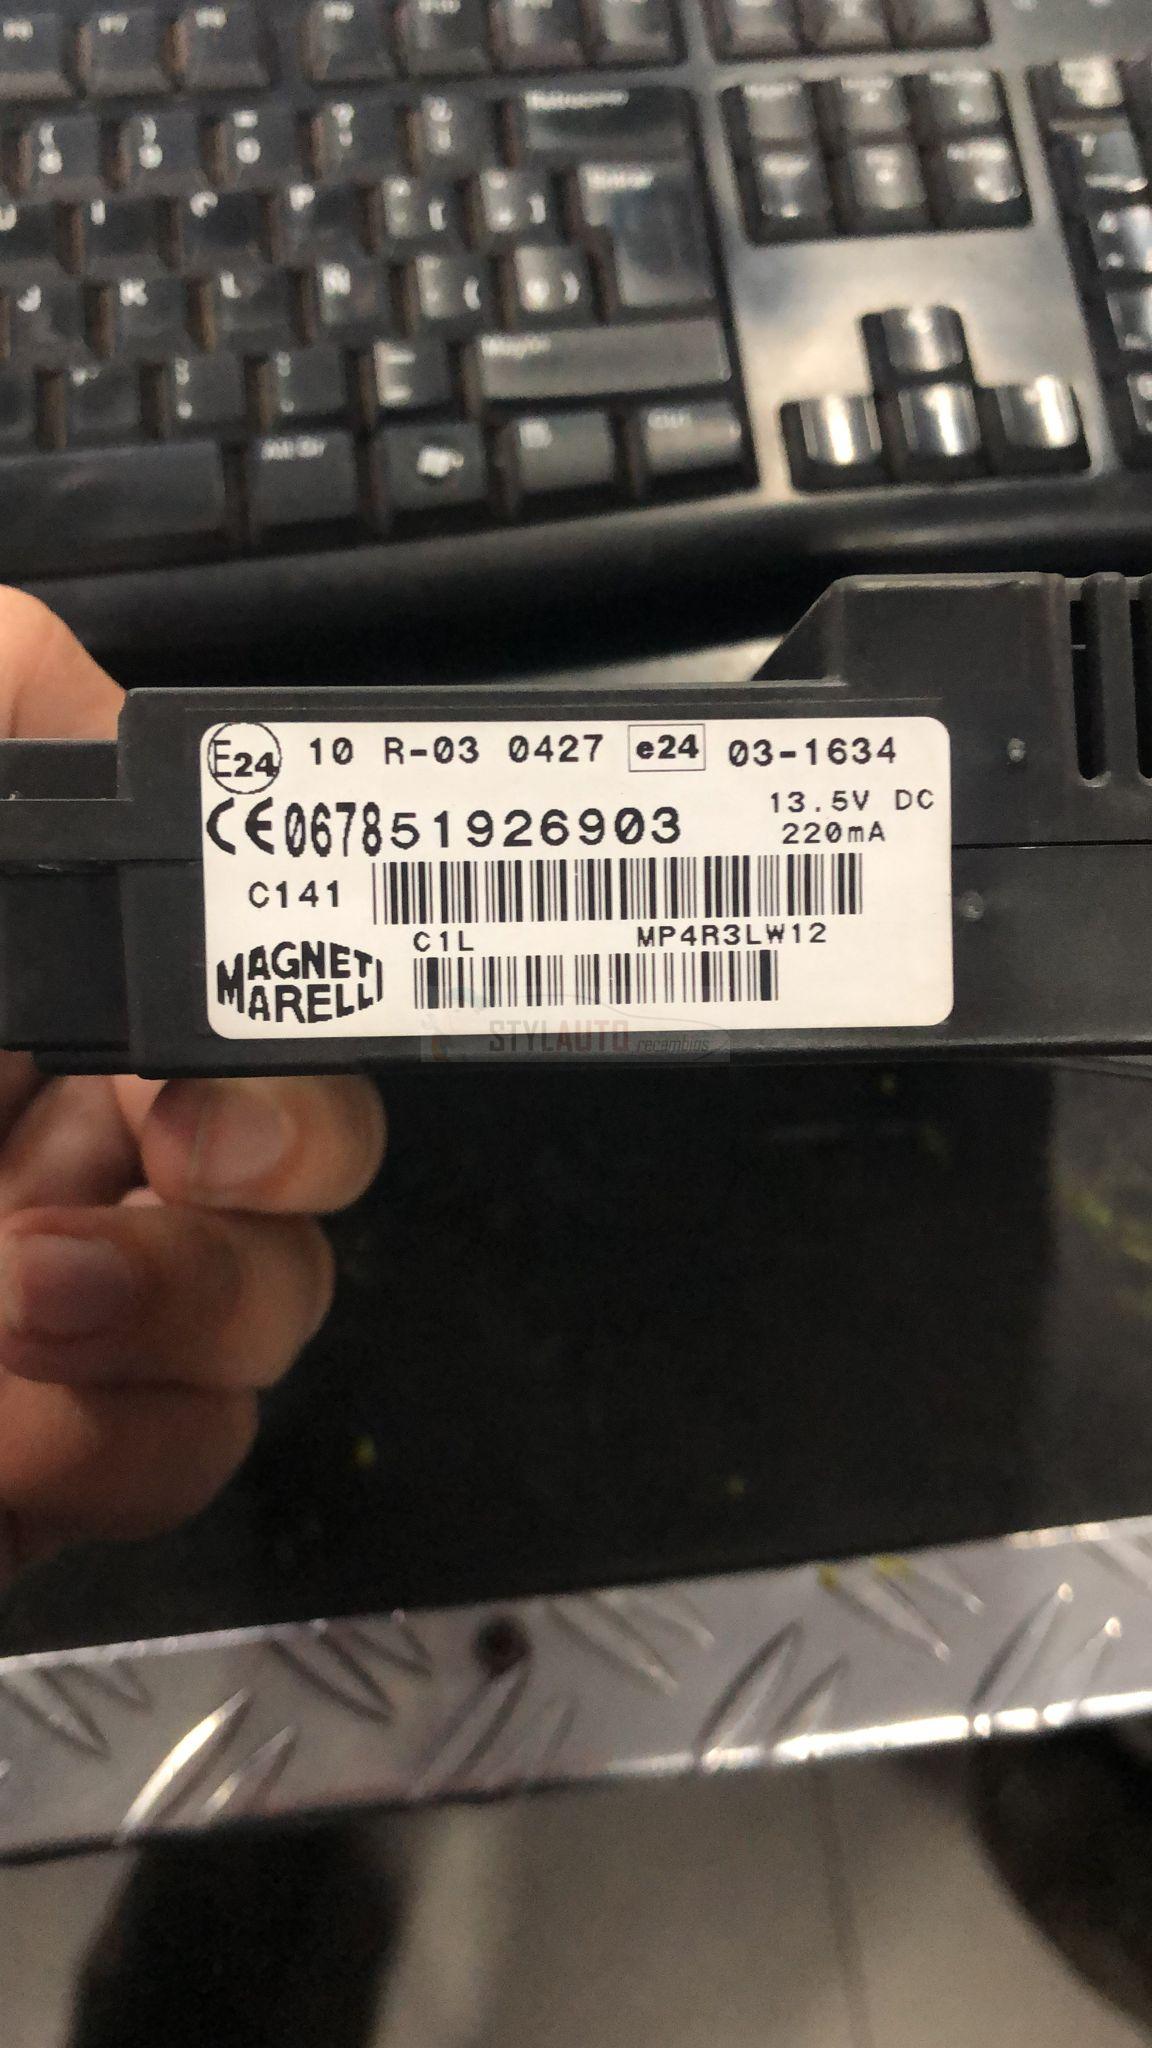 E24 10 R-03 0427 e24 03-1634
CE0678 51926903 13.5V DC
220mA
C141
C1L MP4R3LW12
MAGNETI
MARELLI
STYLAUTO recambios